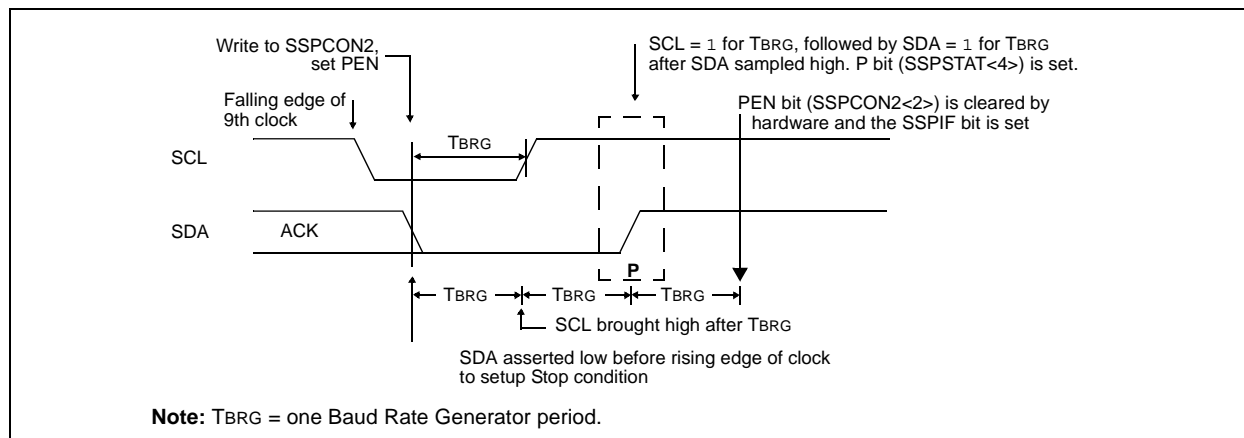 Write to SSPCON2,
set PEN
SCL = 1 for TBRG, followed by SDA = 1 for TBRG
after SDA sampled high. P bit (SSPSTAT<4>) is set.
Falling edge of
9th clock
PEN bit (SSPCON2<2>) is cleared by
hardware and the SSPIF bit is set
SCL
TBRG
SDA
ACK
P
TBRG
TBRG
TBRG
SCL brought high after TBRG
SDA asserted low before rising edge of clock
to setup Stop condition
Note: TBRG = one Baud Rate Generator period.